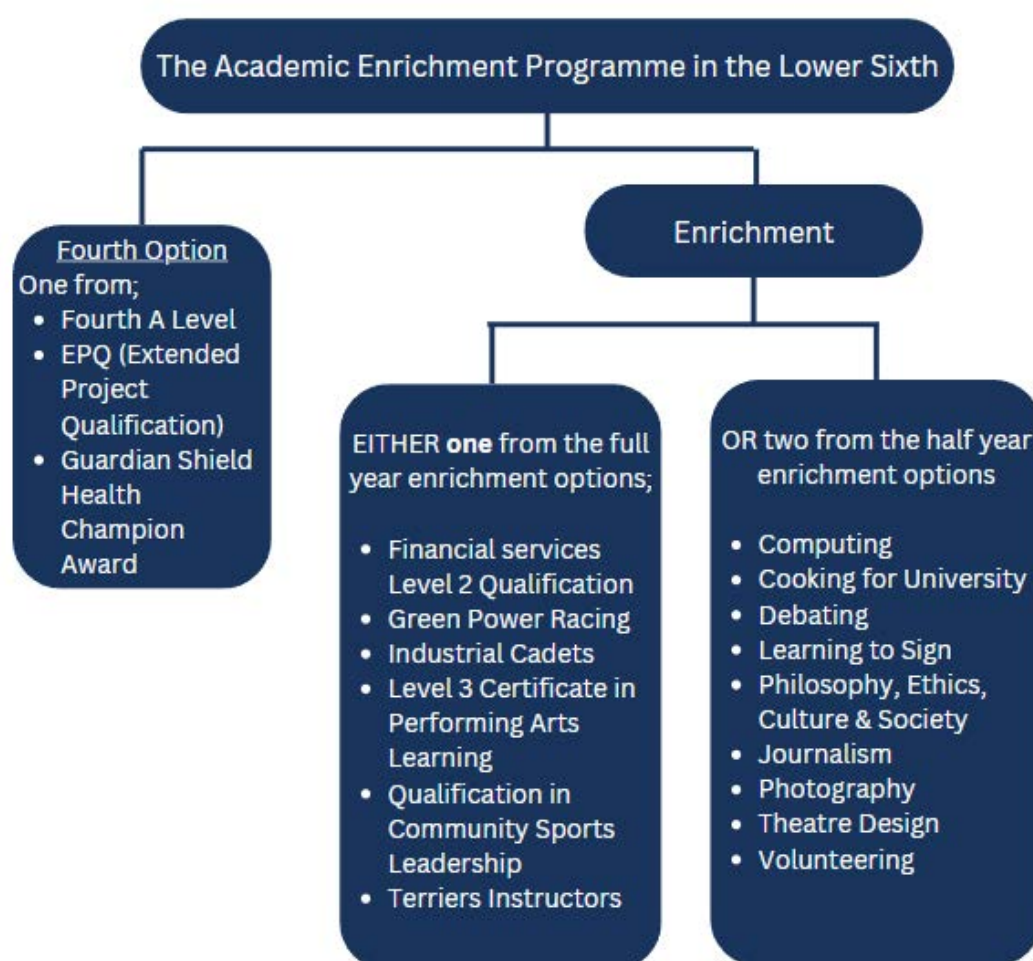 The Academic Enrichment Programme in the Lower Sixth
Fourth Option
One from;
• Fourth A Level
• EPQ (Extended
Project
Qualification)
• Guardian Shield
Health
Champion
Award
Enrichment
EITHER one from the full
year enrichment options;
• Financial services
Level 2 Qualification
• Green Power Racing
• Industrial Cadets
• Level 3 Certificate in
Performing Arts
Learning
• Qualification in
Community Sports
Leadership
• Terriers Instructors
OR two from the half year
enrichment options
• Computing
• Cooking for University
• Debating
• Learning to Sign
• Philosophy, Ethics,
Culture & Society
• Journalism
• Photography
• Theatre Design
• Volunteering